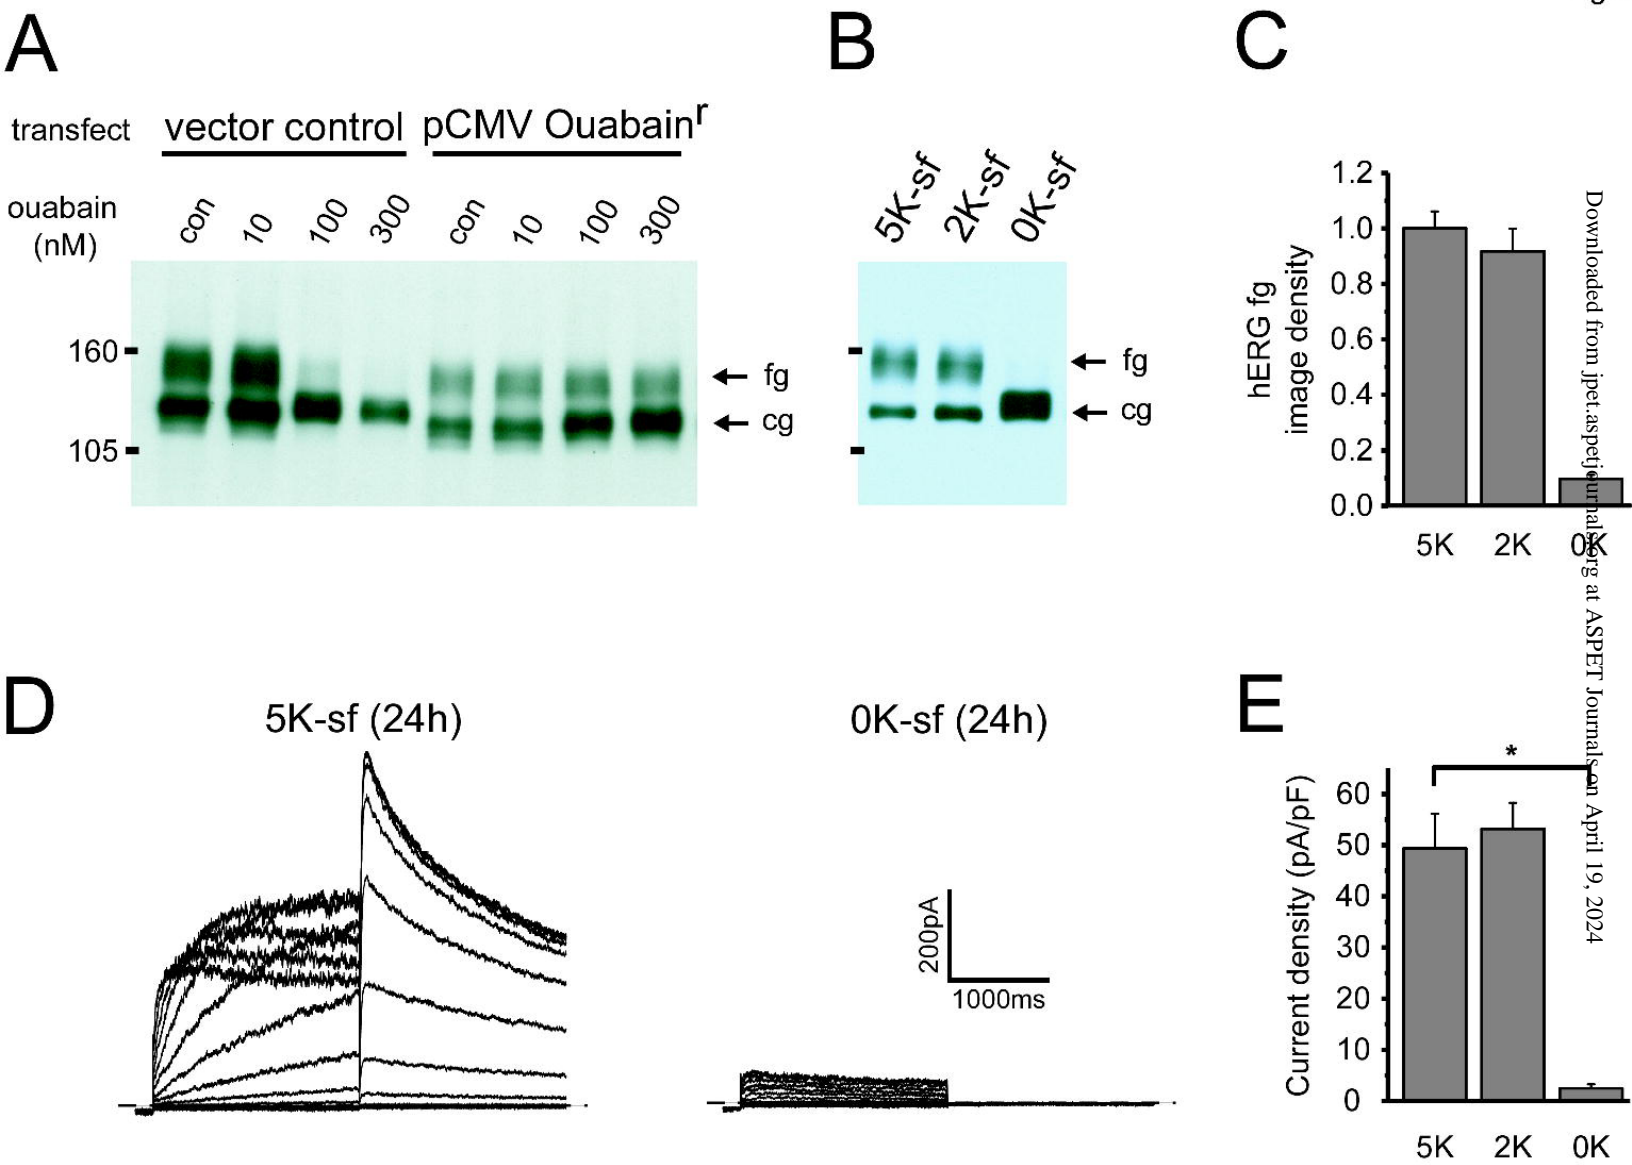 A
transfect vector control pCMV Ouabain^r
ouabain (nM) con 10 100 300 con 10 100 300
160
fg
cg
105
B
5K-sf 2K-sf 0K-sf
fg
cg
C
hERG fg
image density
1.2
1.0
0.8
0.6
0.4
0.2
0.0
5K 2K 0K
D
5K-sf (24h) 0K-sf (24h)
200pA
1000ms
E
*
Current density (pA/pF)
60
50
40
30
20
10
0
5K 2K 0K
Downloaded from jpet.aspetjournals.org at ASPET Journals on April 19, 2024